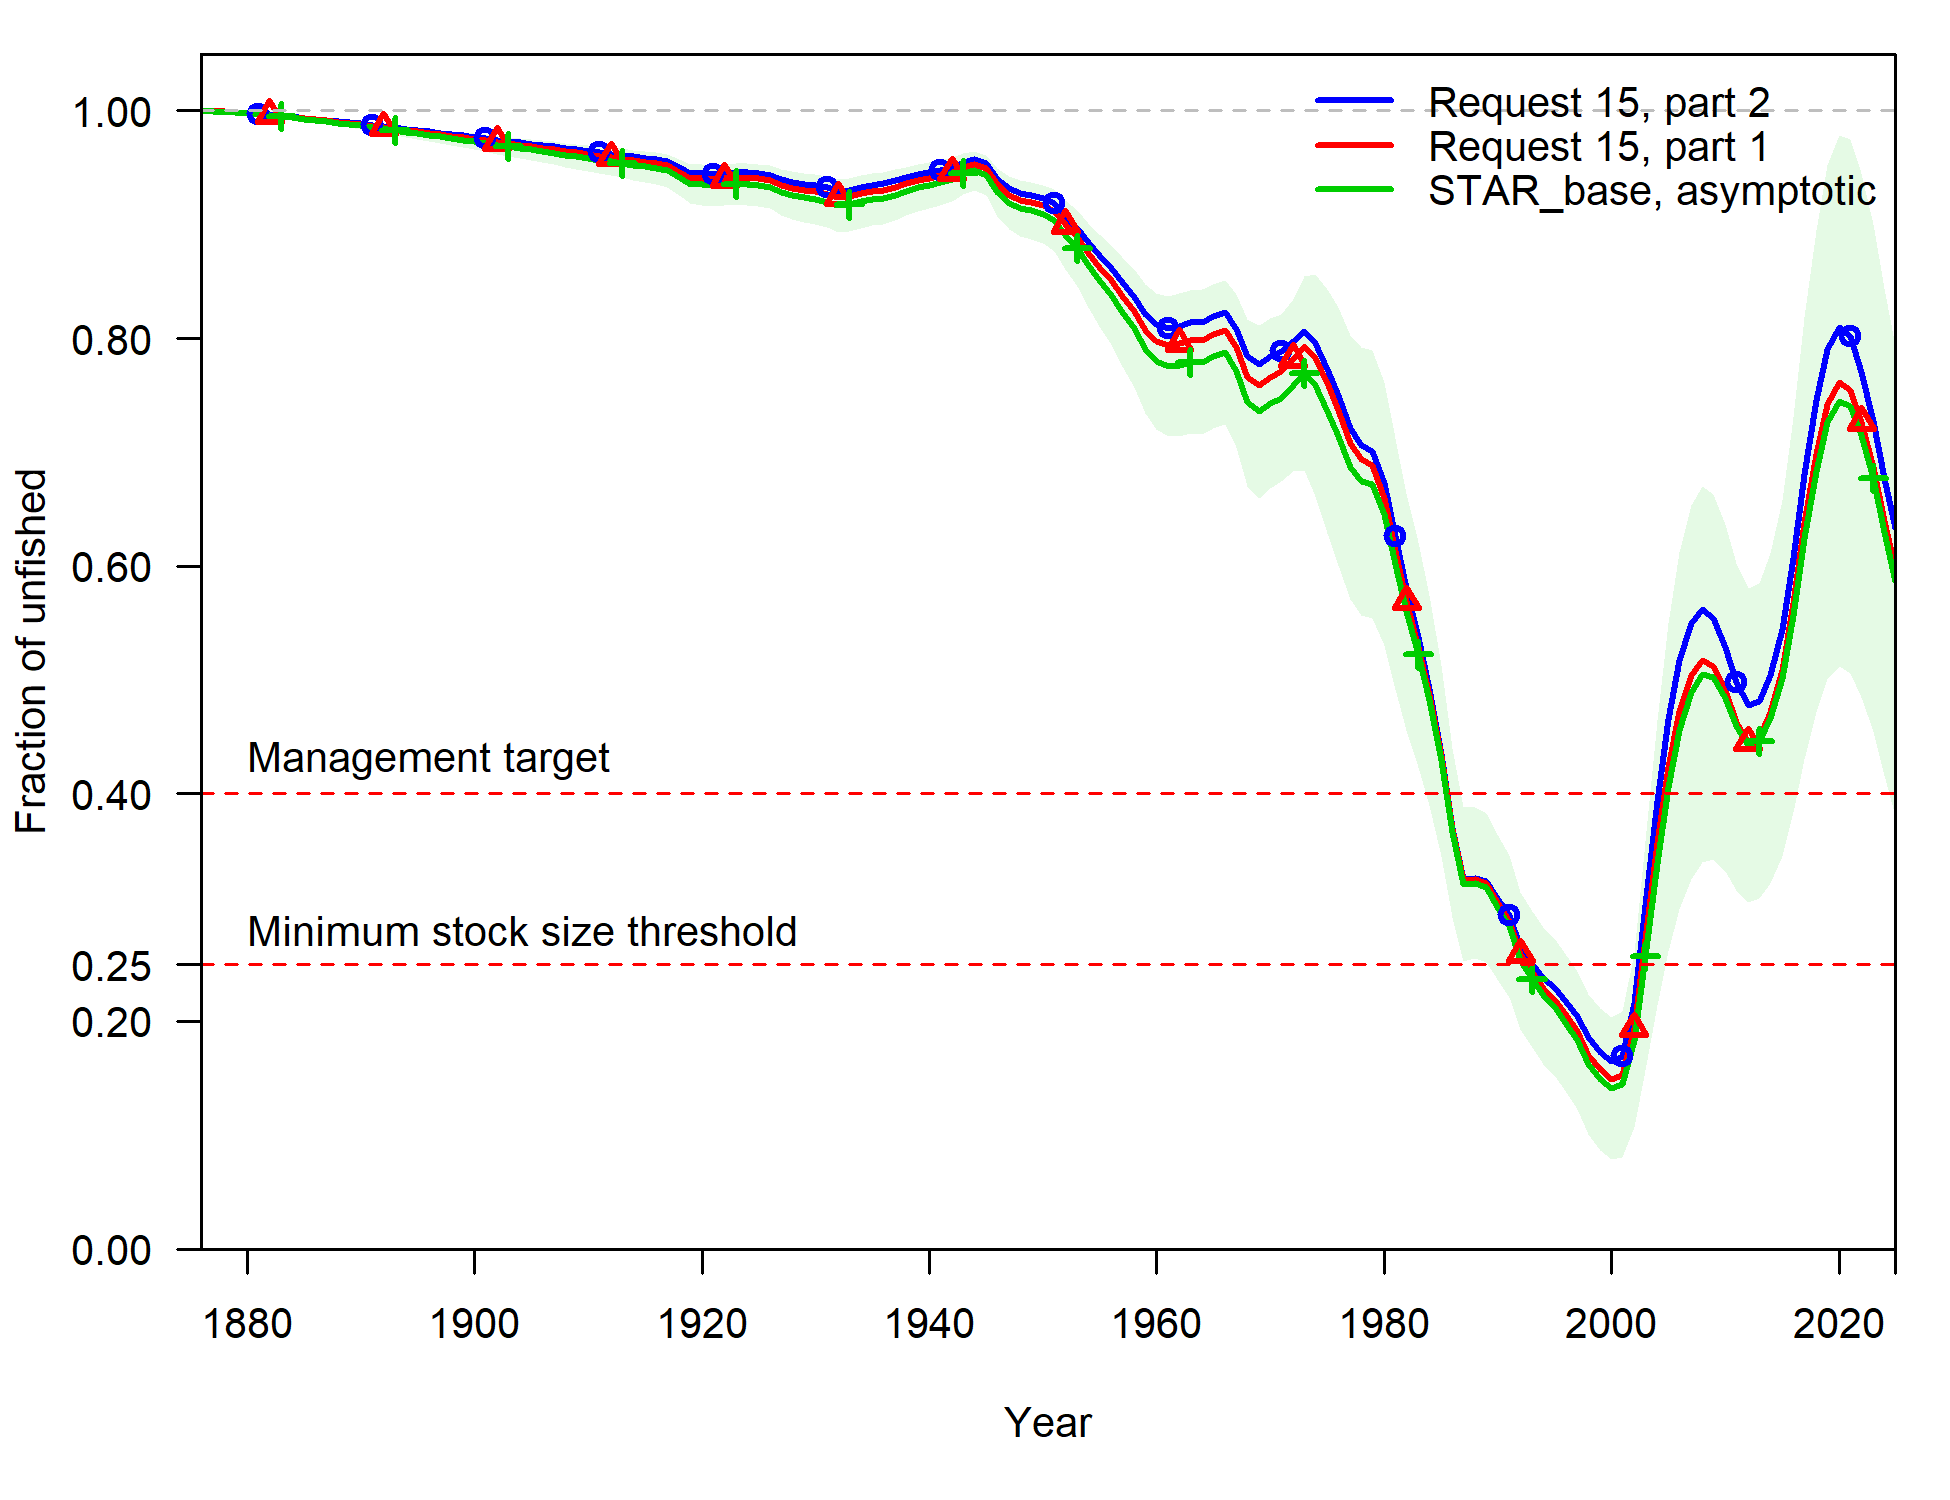 1.00
0.80
0.60
0.40
0.25
0.20
0.00
Fraction of unfished
Request 15, part 2
Request 15, part 1
STAR_base, asymptotic
Management target
Minimum stock size threshold
1880 1900 1920 1940 1960 1980 2000 2020
Year